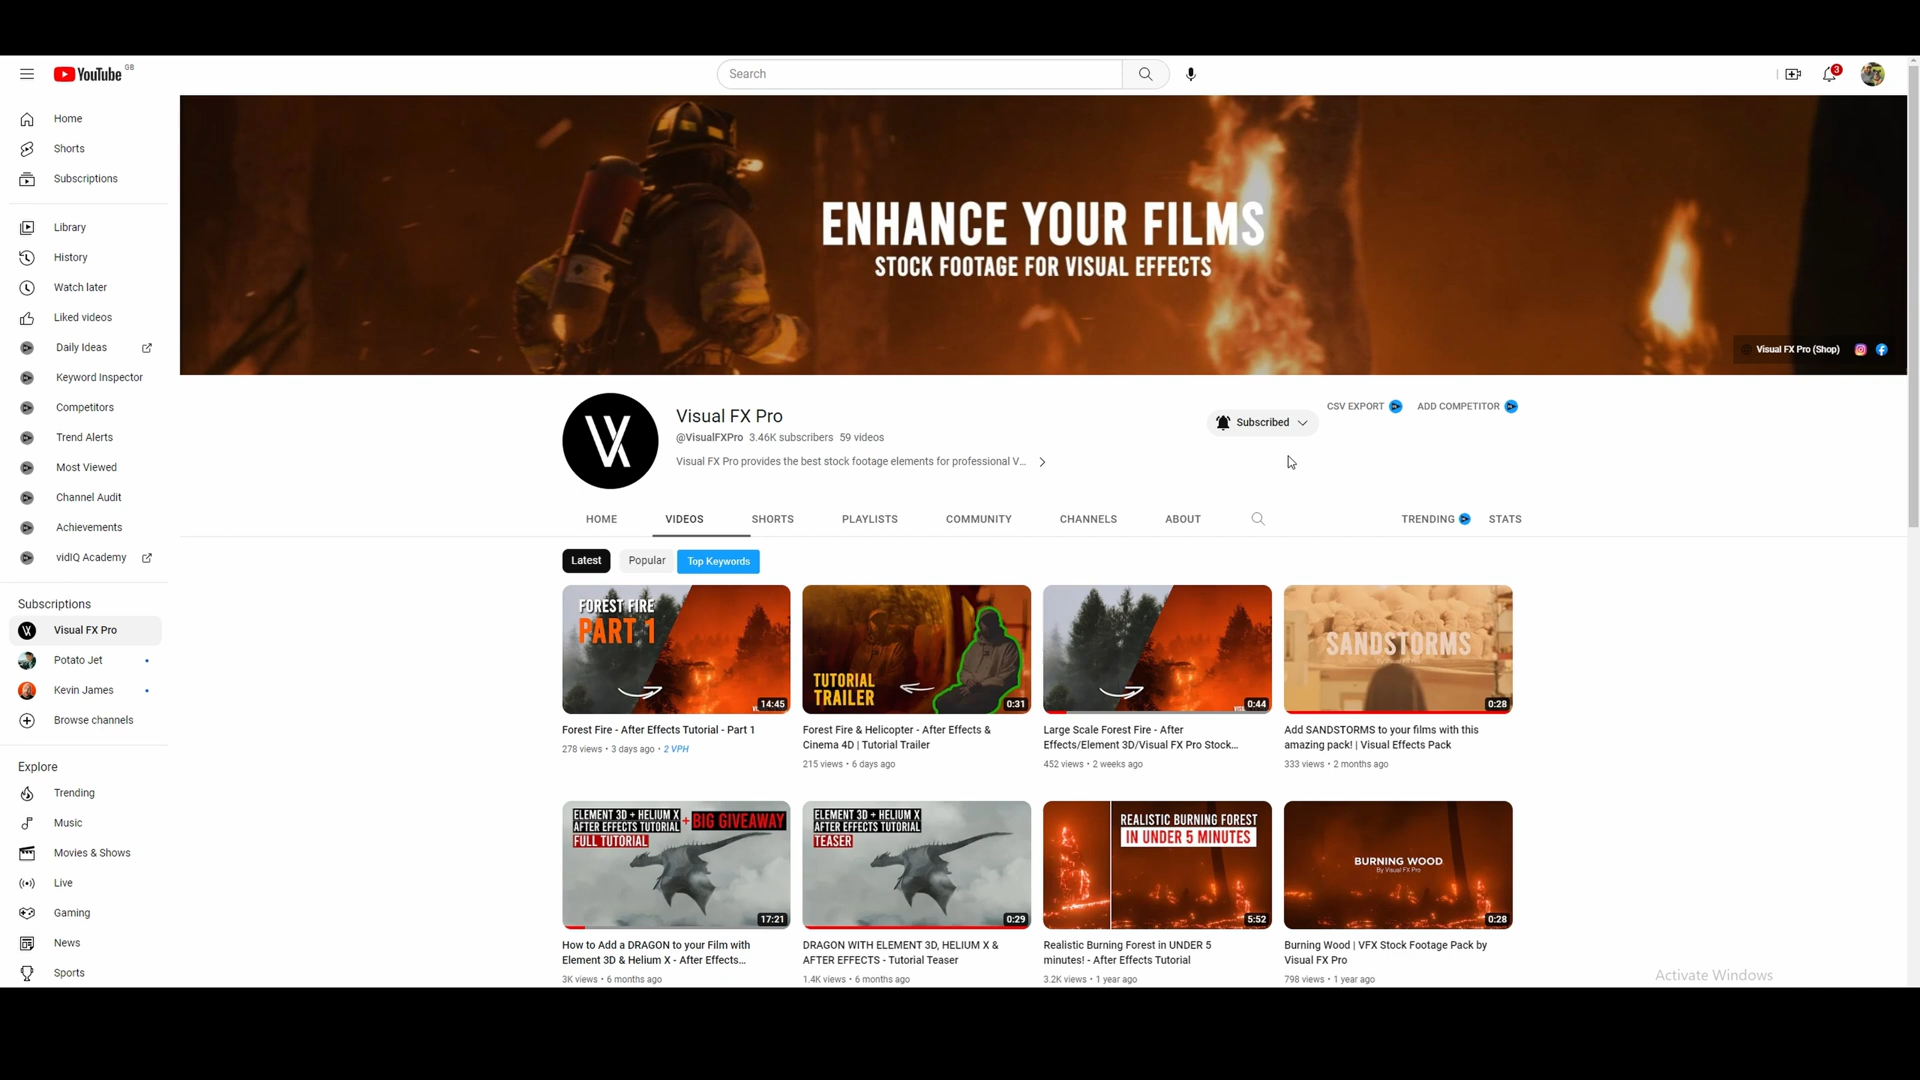 YouTube GB
Search
3
Home
Shorts
Subscriptions
Library
History
Watch later
Liked videos
Daily Ideas
Keyword Inspector
Competitors
Trend Alerts
Most Viewed
Channel Audit
Achievements
vidIQ Academy
Subscriptions
Visual FX Pro
Potato Jet
Kevin James
Browse channels
Explore
Trending
Music
Movies & Shows
Live
Gaming
News
Sports
ENHANCE YOUR FILMS
STOCK FOOTAGE FOR VISUAL EFFECTS
Visual FX Pro (Shop)
Visual FX Pro
@VisualFXPro 3.46K subscribers 59 videos
Visual FX Pro provides the best stock footage elements for professional V...
Subscribed
CSV EXPORT
ADD COMPETITOR
HOME VIDEOS SHORTS PLAYLISTS COMMUNITY CHANNELS ABOUT
TRENDING STATS
Latest Popular Top Keywords
FOREST FIRE
PART 1
14:45
Forest Fire - After Effects Tutorial - Part 1
278 views • 3 days ago • 2 VPH
TUTORIAL
TRAILER
0:31
Forest Fire & Helicopter - After Effects &
Cinema 4D | Tutorial Trailer
215 views • 6 days ago
0:44
Large Scale Forest Fire - After
Effects/Element 3D/Visual FX Pro Stock...
452 views • 2 weeks ago
SANDSTORMS
0:28
Add SANDSTORMS to your films with this
amazing pack! | Visual Effects Pack
333 views • 2 months ago
ELEMENT 3D + HELIUM X
AFTER EFFECTS TUTORIAL + BIG GIVEAWAY
FULL TUTORIAL
17:21
How to Add a DRAGON to your Film with
Element 3D & Helium X - After Effects...
3K views • 6 months ago
ELEMENT 3D + HELIUM X
AFTER EFFECTS TUTORIAL
TEASER
0:29
DRAGON WITH ELEMENT 3D, HELIUM X &
AFTER EFFECTS - Tutorial Teaser
1.4K views • 6 months ago
REALISTIC BURNING FOREST
IN UNDER 5 MINUTES
5:52
Realistic Burning Forest in UNDER 5
minutes! - After Effects Tutorial
3.2K views • 1 year ago
BURNING WOOD
By Visual FX Pro
0:28
Burning Wood | VFX Stock Footage Pack by
Visual FX Pro
798 views • 1 year ago
Activate Windows